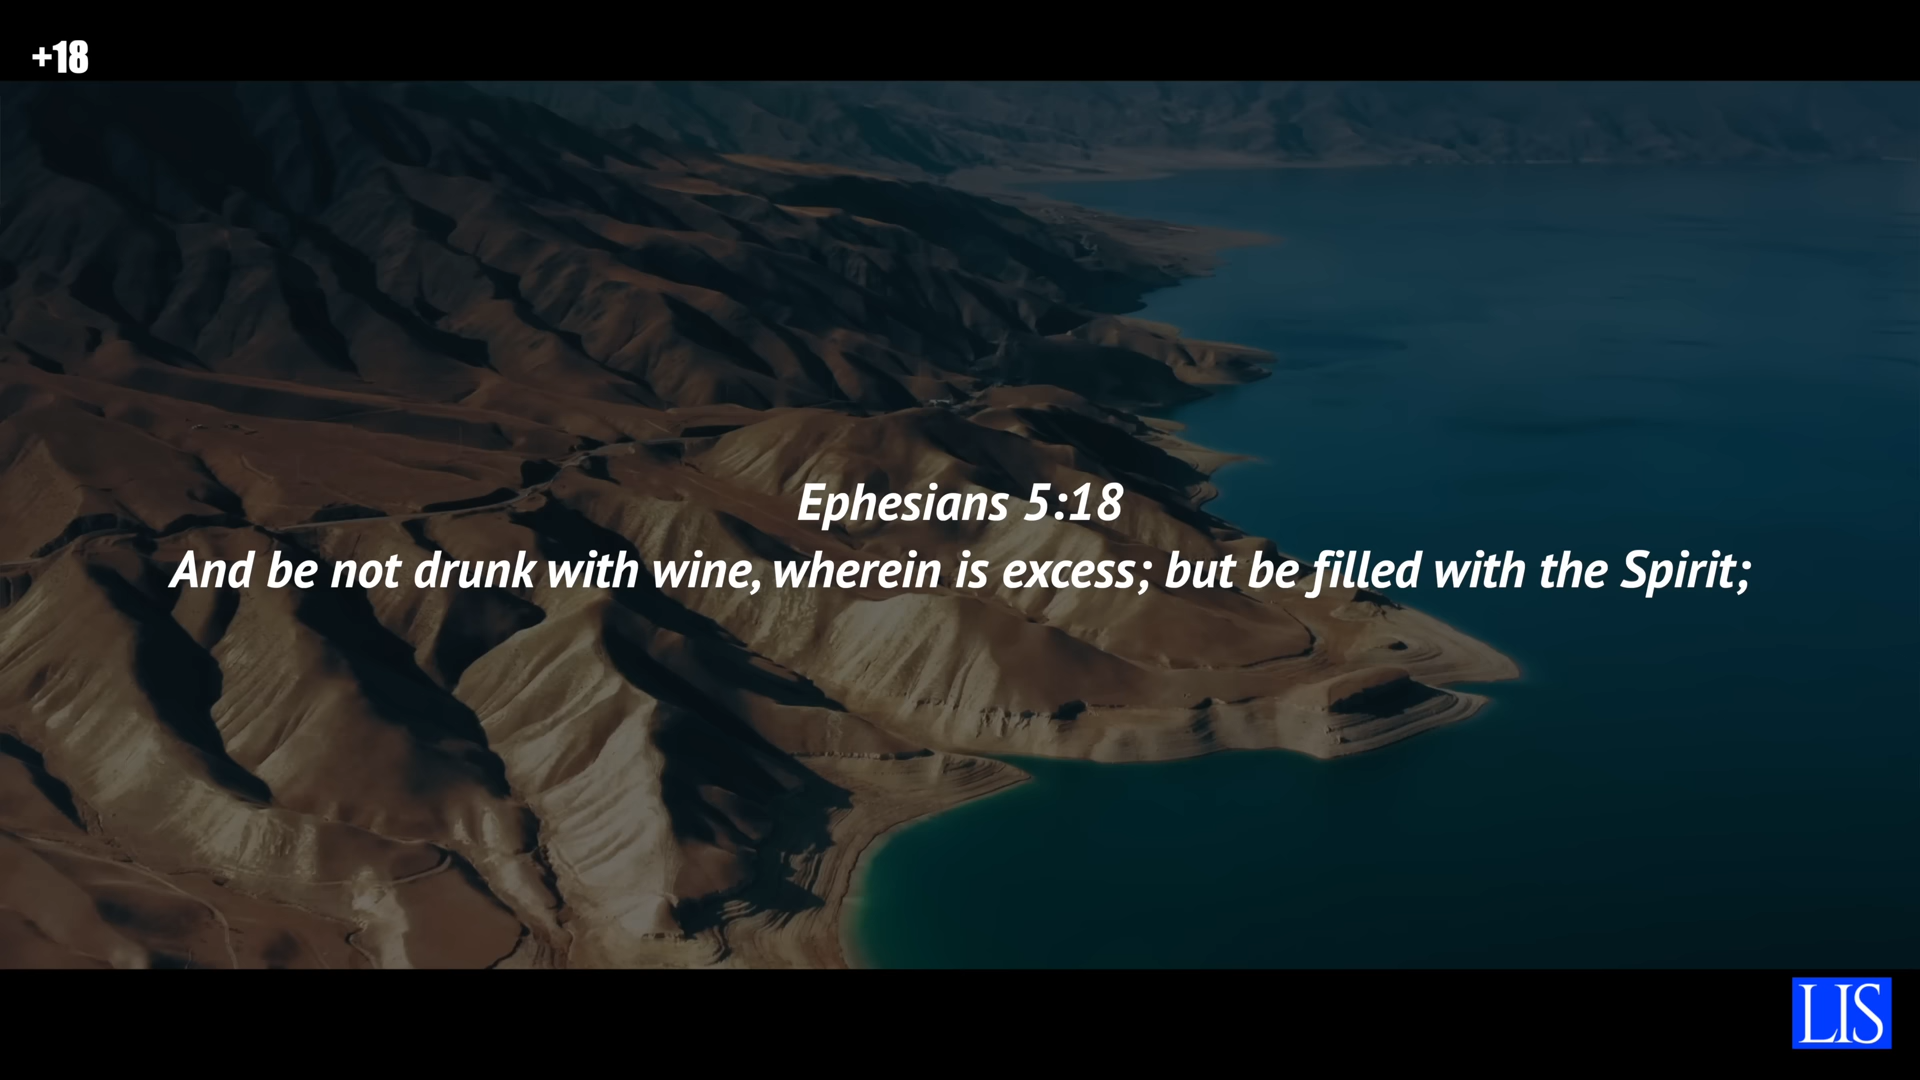 +18
Ephesians 5:18
And be not drunk with wine, wherein is excess; but be filled with the Spirit;
LIS